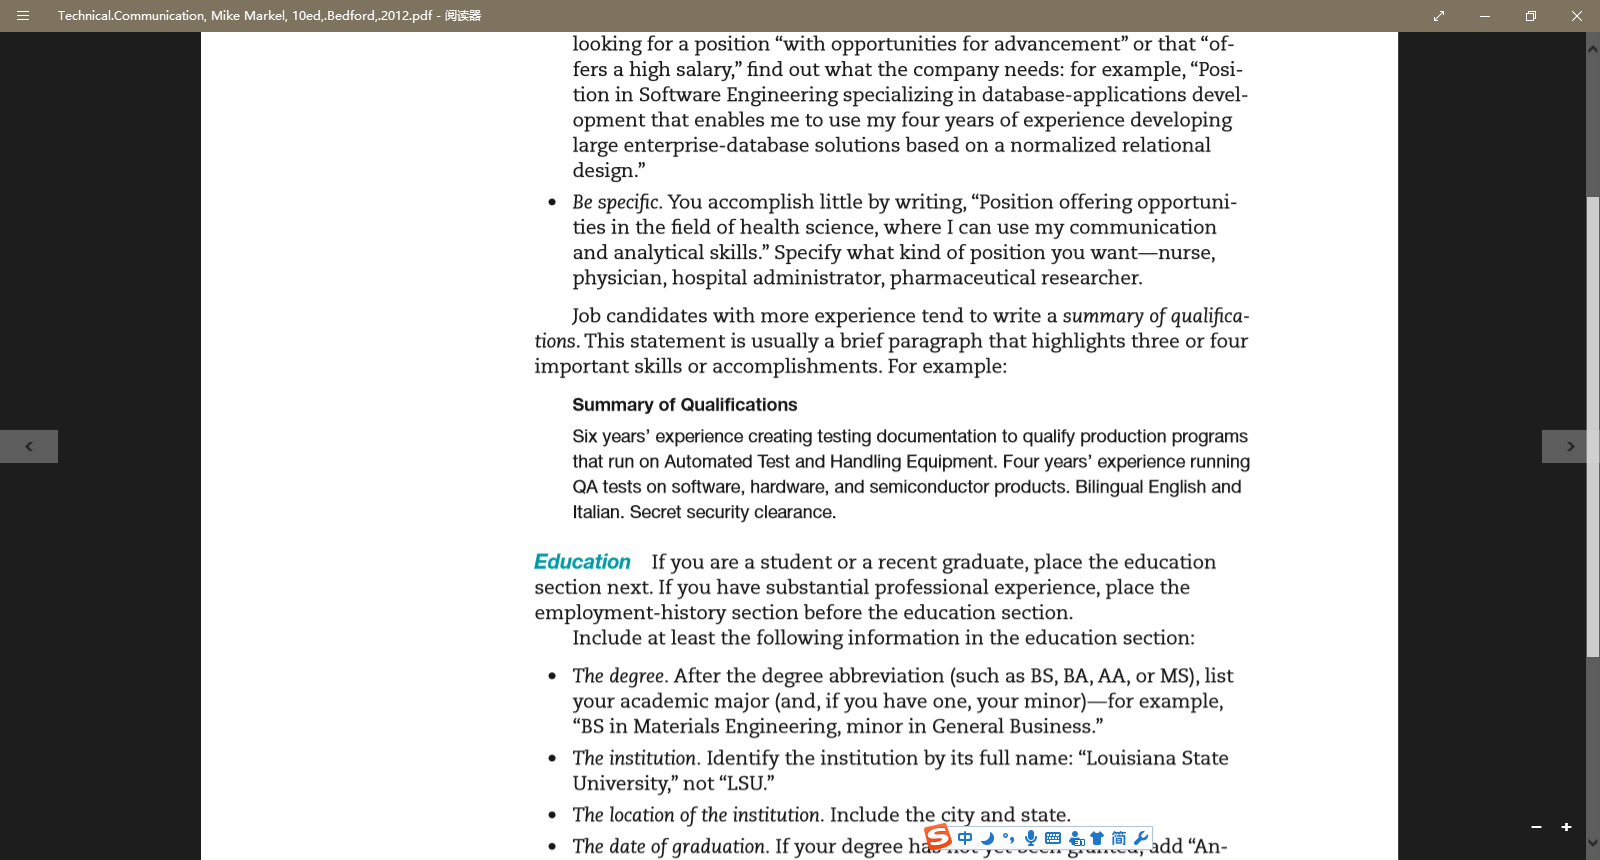 Technical.Communication, Mike Markel, 10ed,.Bedford,.2012.pdf - 阅读器
looking for a position “with opportunities for advancement” or that “of-
fers a high salary,” find out what the company needs: for example, “Posi-
tion in Software Engineering specializing in database-applications devel-
opment that enables me to use my four years of experience developing
large enterprise-database solutions based on a normalized relational
design.”
• Be specific. You accomplish little by writing, “Position offering opportuni-
ties in the field of health science, where I can use my communication
and analytical skills.” Specify what kind of position you want—nurse,
physician, hospital administrator, pharmaceutical researcher.
Job candidates with more experience tend to write a summary of qualifica-
tions. This statement is usually a brief paragraph that highlights three or four
important skills or accomplishments. For example:
Summary of Qualifications
Six years’ experience creating testing documentation to qualify production programs
that run on Automated Test and Handling Equipment. Four years’ experience running
QA tests on software, hardware, and semiconductor products. Bilingual English and
Italian. Secret security clearance.
Education If you are a student or a recent graduate, place the education
section next. If you have substantial professional experience, place the
employment-history section before the education section.
Include at least the following information in the education section:
• The degree. After the degree abbreviation (such as BS, BA, AA, or MS), list
your academic major (and, if you have one, your minor)—for example,
“BS in Materials Engineering, minor in General Business.”
• The institution. Identify the institution by its full name: “Louisiana State
University,” not “LSU.”
• The location of the institution. Include the city and state.
中 简
• The date of graduation. If your degree has not yet been granted, add “An-